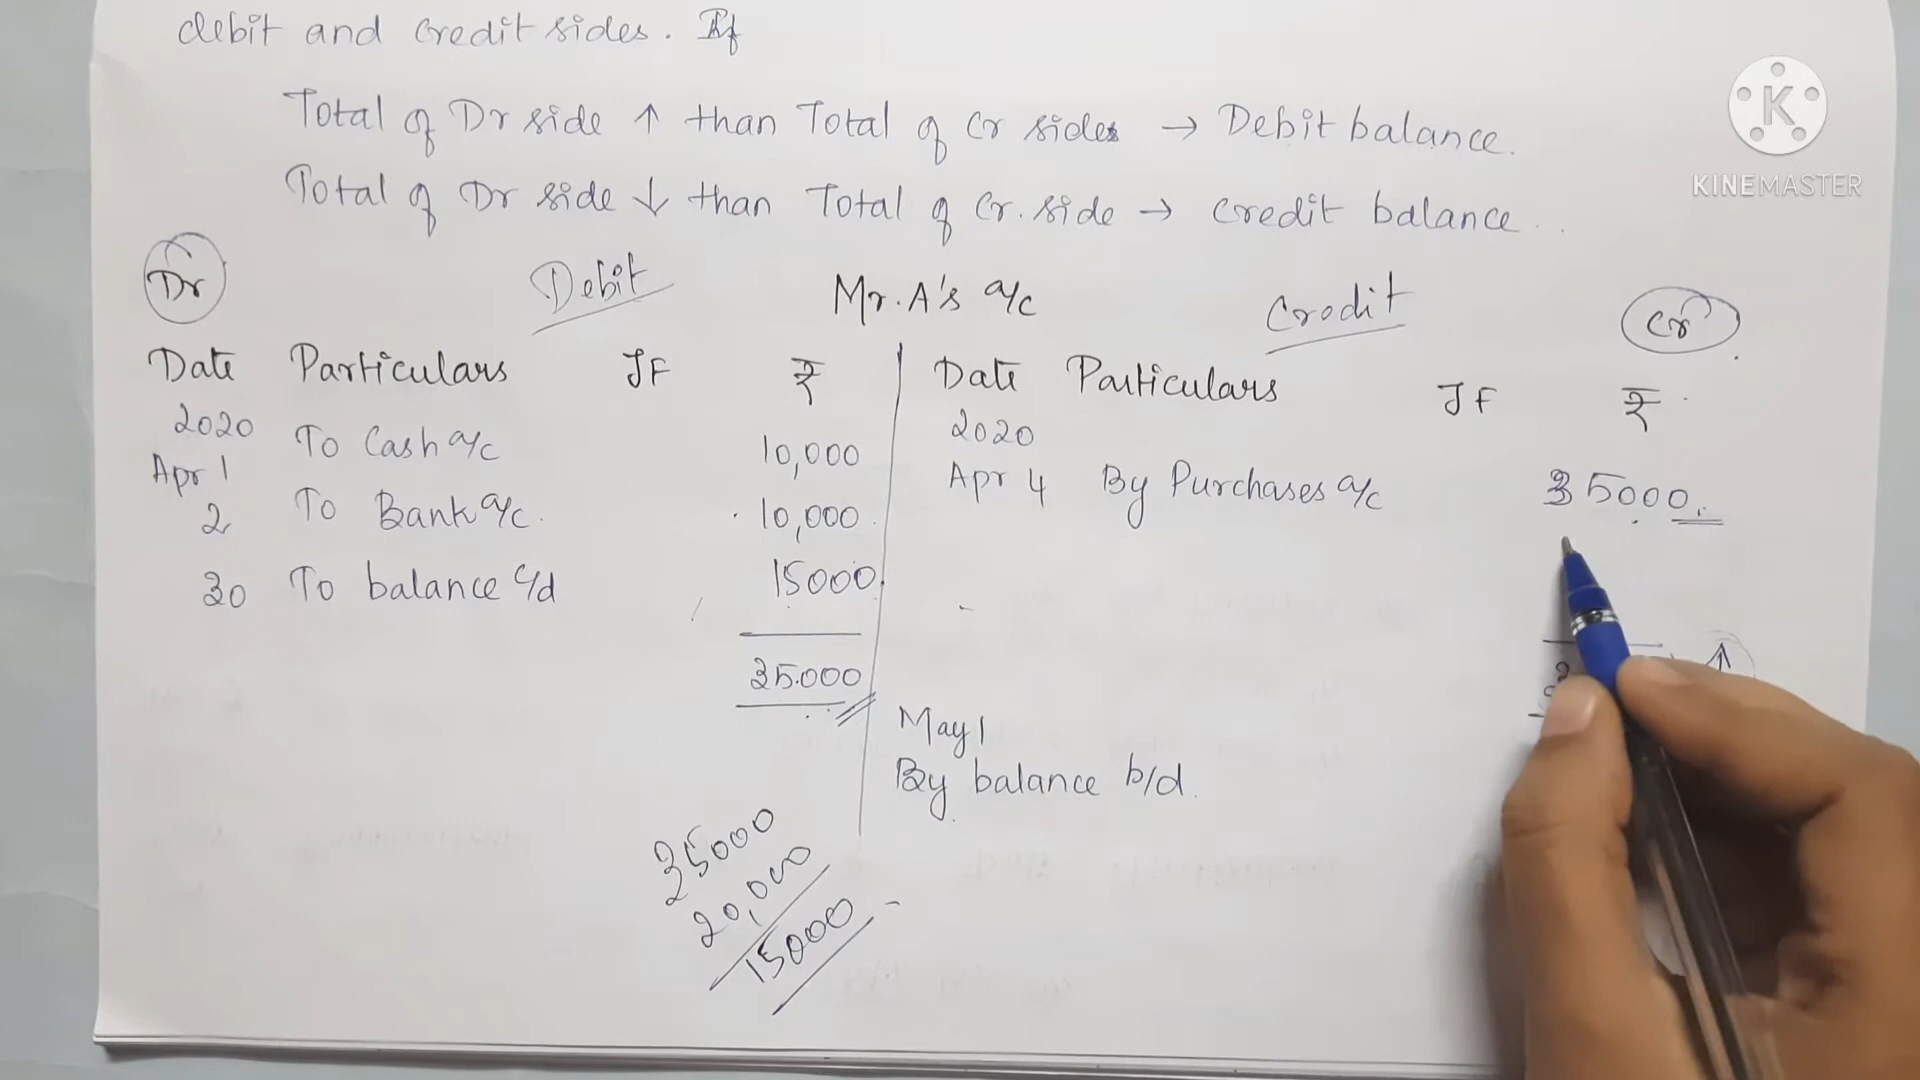 debit and credit sides. If
Total of Dr side ↑ than Total of Cr sides → Debit balance.
Total of Dr side ↓ than Total of Cr. side → credit balance..
KINEMASTER
Dr Debit Mr. A's a/c Credit Cr
Date Particulars JF ₹ Date Particulars JF ₹
2020 To Cash a/c 10,000 2020
Apr 1 Apr 4 By Purchases a/c 35000.
2 To Bank a/c. 10,000
30 To balance c/d 15000
35.000
May 1
By balance b/d.
35000
20,000
15000